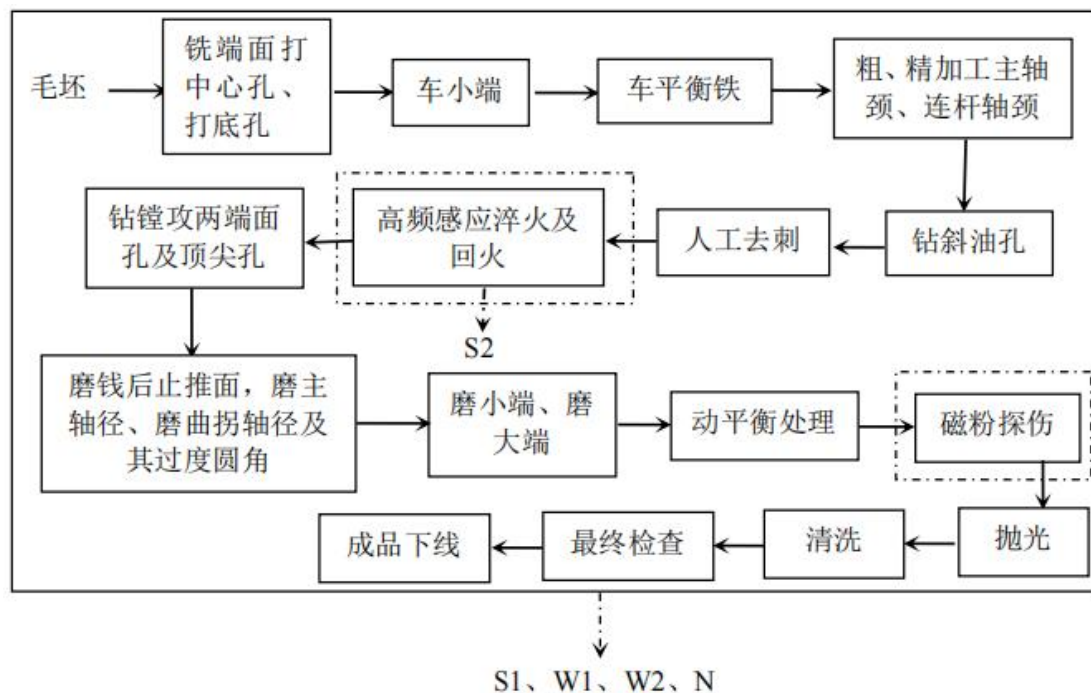 毛坯
铣端面打
中心孔、
打底孔
车小端
车平衡铁
粗、精加工主轴
颈、连杆轴颈
钻斜油孔
人工去刺
高频感应淬火及
回火
S2
钻镗攻两端面
孔及顶尖孔
磨钱后止推面，磨主
轴径、磨曲拐轴径及
其过度圆角
磨小端、磨
大端
动平衡处理
磁粉探伤
抛光
清洗
最终检查
成品下线
S1、W1、W2、N